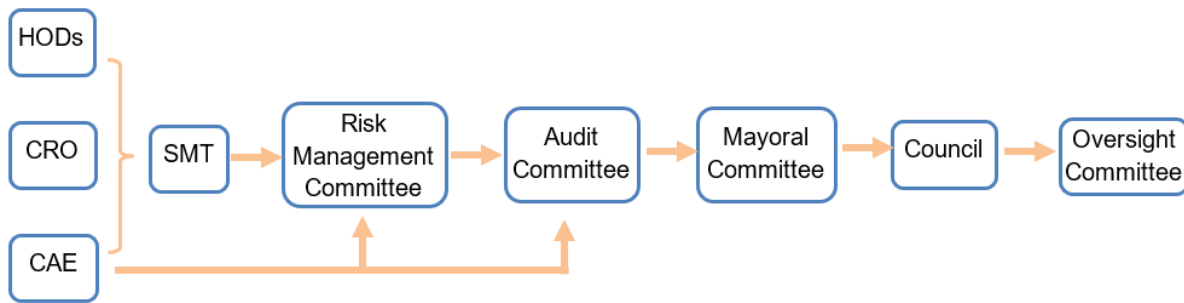 HODs
CRO
CAE
SMT
Risk
Management
Committee
Audit
Committee
Mayoral
Committee
Council
Oversight
Committee